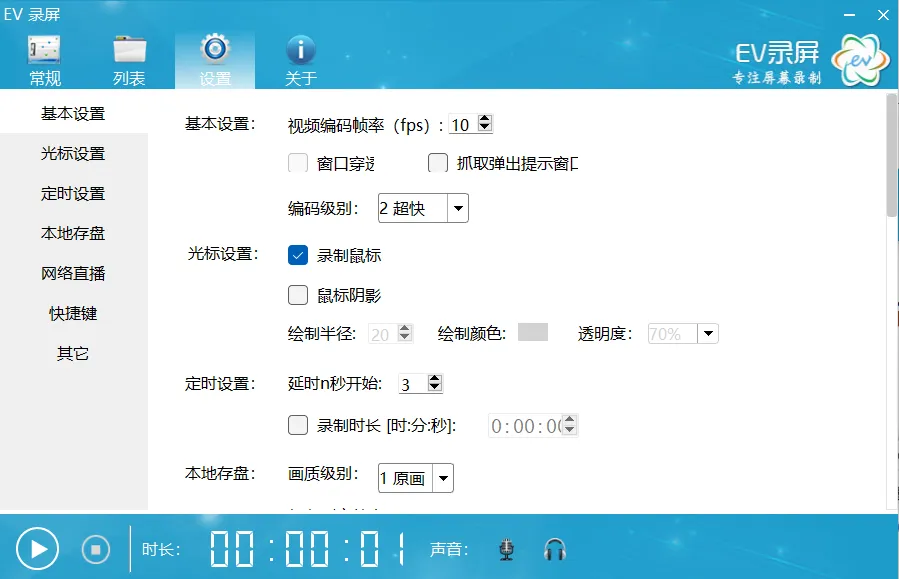 EV 录屏
常规 列表 设置 关于
EV录屏
专注屏幕录制
基本设置
光标设置
定时设置
本地存盘
网络直播
快捷键
其它
基本设置: 视频编码帧率（fps）: 10
窗口穿透 抓取弹出提示窗口
编码级别: 2 超快
光标设置: 录制鼠标
鼠标阴影
绘制半径: 20 绘制颜色: 透明度: 70%
定时设置: 延时n秒开始: 3
录制时长 [时:分:秒]: 0:00:00
本地存盘: 画质级别: 1 原画
时长: 00:00:01 声音: